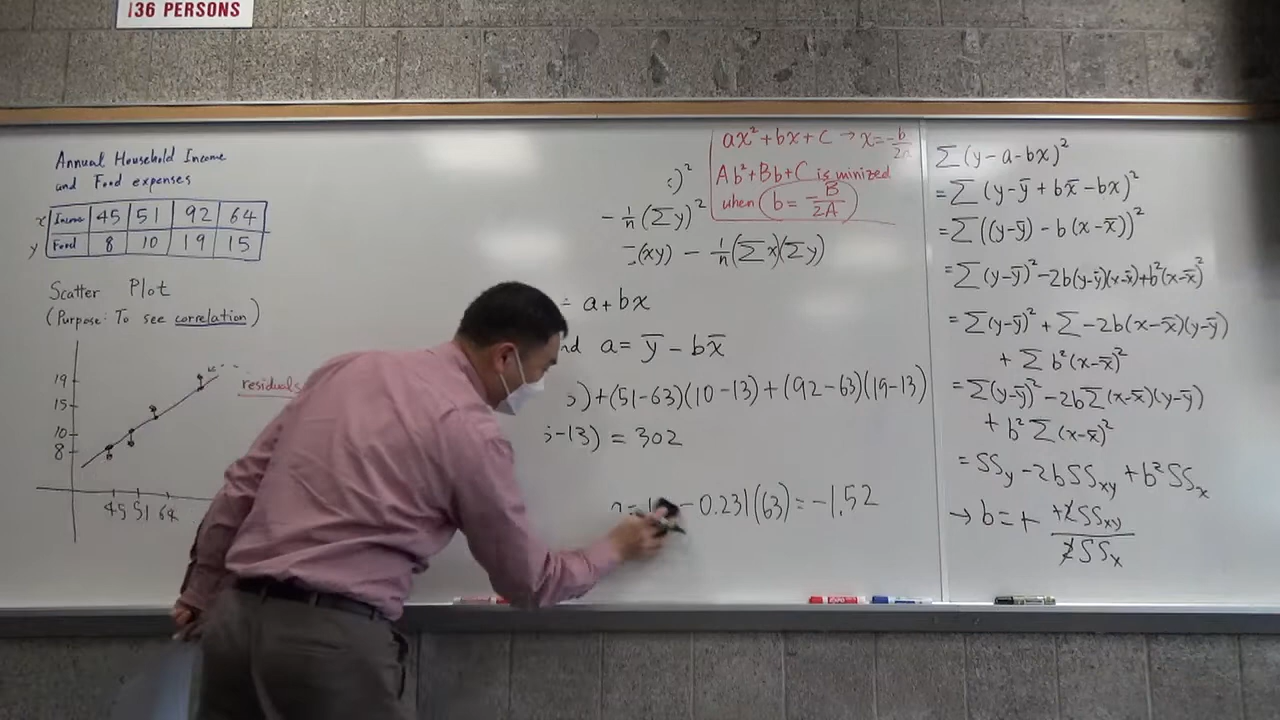 136 PERSONS
Annual Household Income
and Food expenses
x Income 45 51 92 64
y Food 8 10 19 15
Scatter Plot
(Purpose: To see correlation)
19
15
10
8
45 51 64
residuals
ax² + bx + c → x = -b/2a
Ab² + Bb + C is minized
when b = -B/2A
)²
- 1/n (Σy)²
(xy) - 1/n (Σx)(Σy)
= a + bx
a = ȳ - bx̄
) + (51-63)(10-13) + (92-63)(19-13)
-13) = 302
- 0.231(63) = -1.52
Σ(y - a - bx)²
= Σ(y - ȳ + bx̄ - bx)²
= Σ((y-ȳ) - b(x-x̄))²
= Σ(y-ȳ)² - 2b(y-ȳ)(x-x̄) + b²(x-x̄)²
= Σ(y-ȳ)² + Σ - 2b(x-x̄)(y-ȳ)
+ Σ b²(x-x̄)²
= Σ(y-ȳ)² - 2bΣ(x-x̄)(y-ȳ)
+ b² Σ(x-x̄)²
= SSy - 2b SSxy + b² SSx
→ b = + +2SSxy / 2SSx